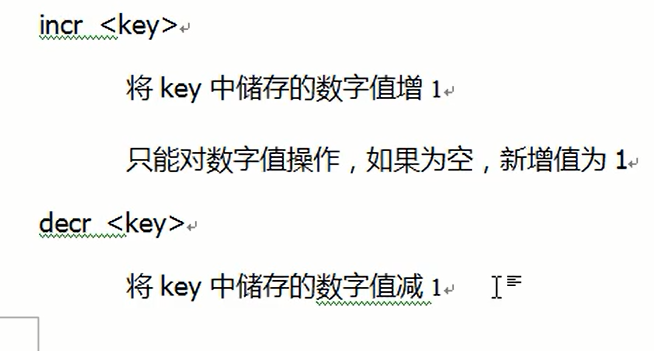 incr <key>
将 key 中储存的数字值增 1
只能对数字值操作，如果为空，新增值为 1
decr <key>
将 key 中储存的数字值减 1